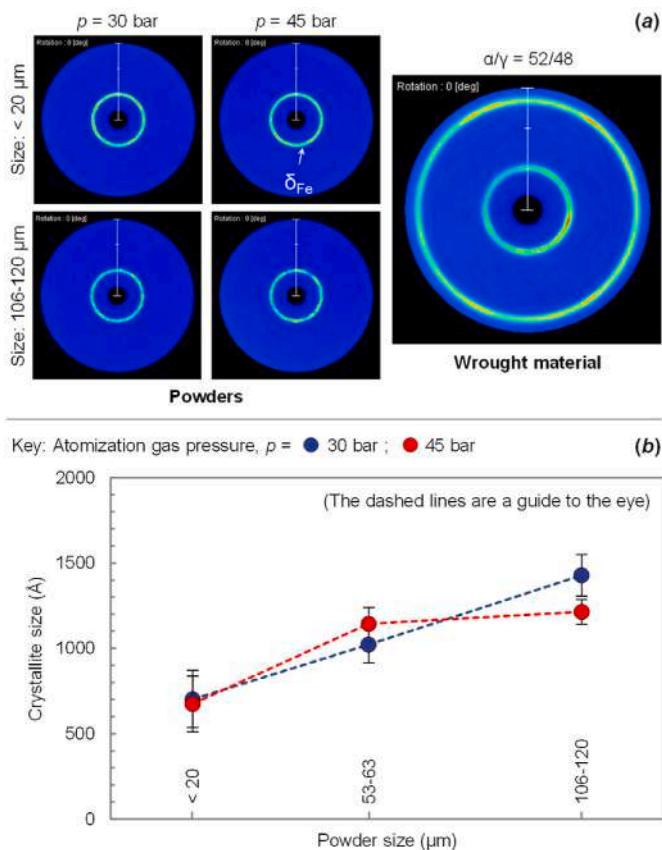 p = 30 bar
p = 45 bar
(a)
Size: < 20 μm
Rotation : 0 [deg]
Rotation : 0 [deg]
δFe
α/γ = 52/48
Rotation : 0 [deg]
Size: 106-120 μm
Rotation : 0 [deg]
Rotation : 0 [deg]
Wrought material
Powders
Key: Atomization gas pressure, p = 30 bar ; 45 bar
(b)
(The dashed lines are a guide to the eye)
2000
1500
1000
500
0
Crystallite size (Å)
< 20
53-63
106-120
Powder size (μm)